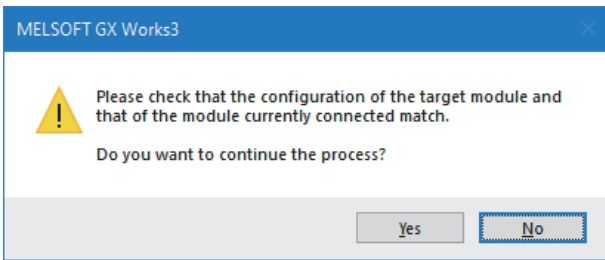 MELSOFT GX Works3
Please check that the configuration of the target module and
that of the module currently connected match.
Do you want to continue the process?
Yes
No